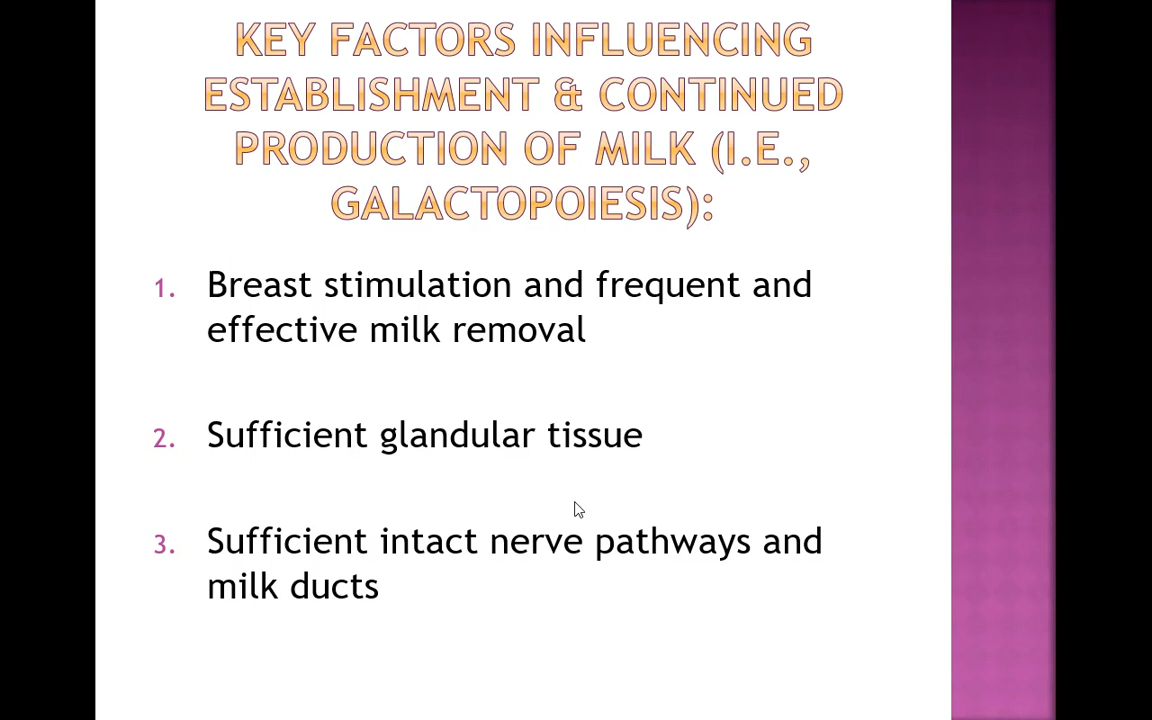 KEY FACTORS INFLUENCING
ESTABLISHMENT & CONTINUED
PRODUCTION OF MILK (I.E.,
GALACTOPOIESIS):
1. Breast stimulation and frequent and
effective milk removal
2. Sufficient glandular tissue
3. Sufficient intact nerve pathways and
milk ducts